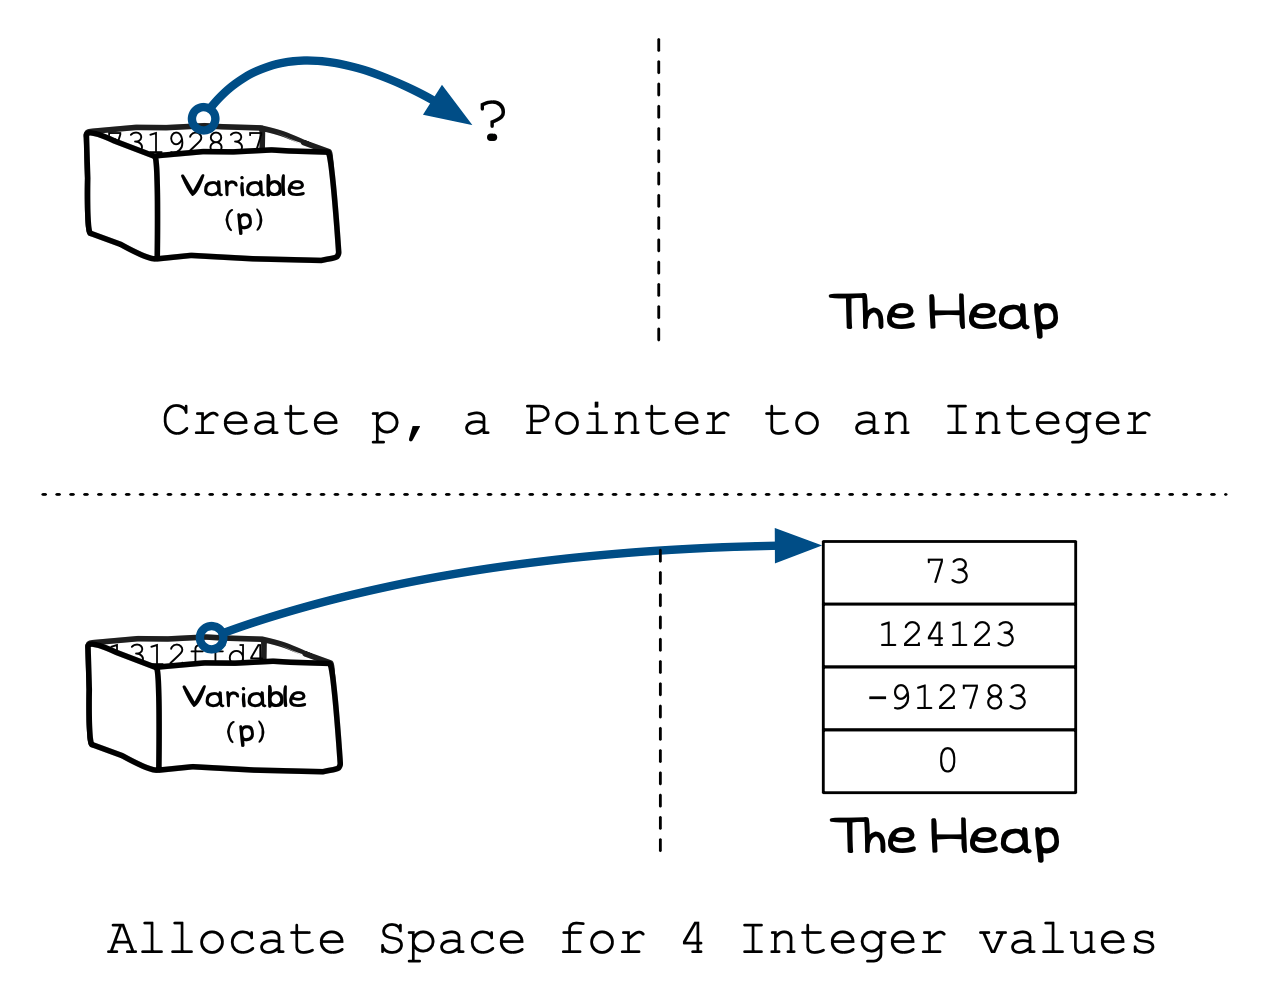 ?
73192837
Variable
(p)
The Heap
Create p, a Pointer to an Integer
73
124123
-912783
0
1312ffd4
Variable
(p)
The Heap
Allocate Space for 4 Integer values